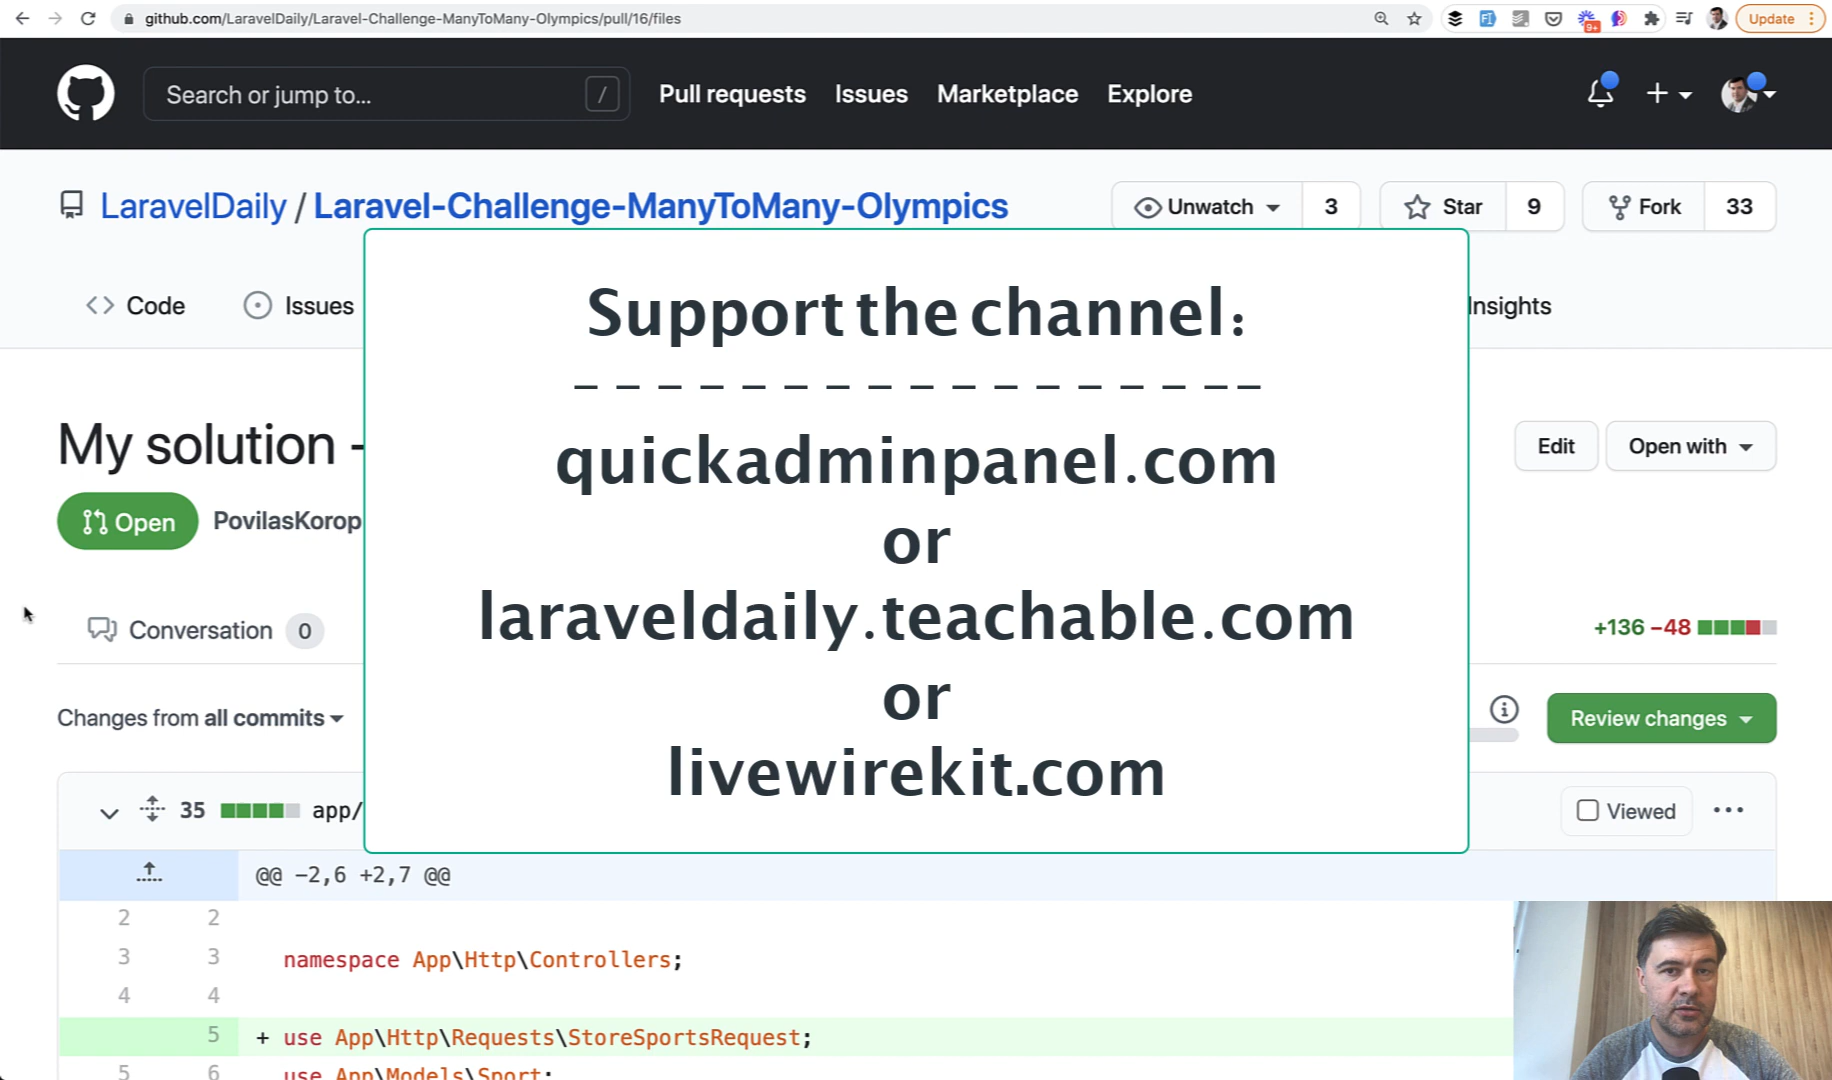 github.com/LaravelDaily/Laravel-Challenge-ManyToMany-Olympics/pull/16/files
9+
Update
Search or jump to...
/
Pull requests
Issues
Marketplace
Explore
LaravelDaily / Laravel-Challenge-ManyToMany-Olympics
Unwatch 3
Star 9
Fork 33
Code
Issues
Insights
Support the channel:
-----------------
quickadminpanel.com
or
laraveldaily.teachable.com
or
livewirekit.com
My solution -
Edit
Open with
Open
PovilasKorop
Conversation 0
+136 −48
Changes from all commits
Review changes
35 app/
Viewed
@@ −2,6 +2,7 @@
2 2
3 3 namespace App\Http\Controllers;
4 4
5 + use App\Http\Requests\StoreSportsRequest;
5 6 use App\Models\Sport;